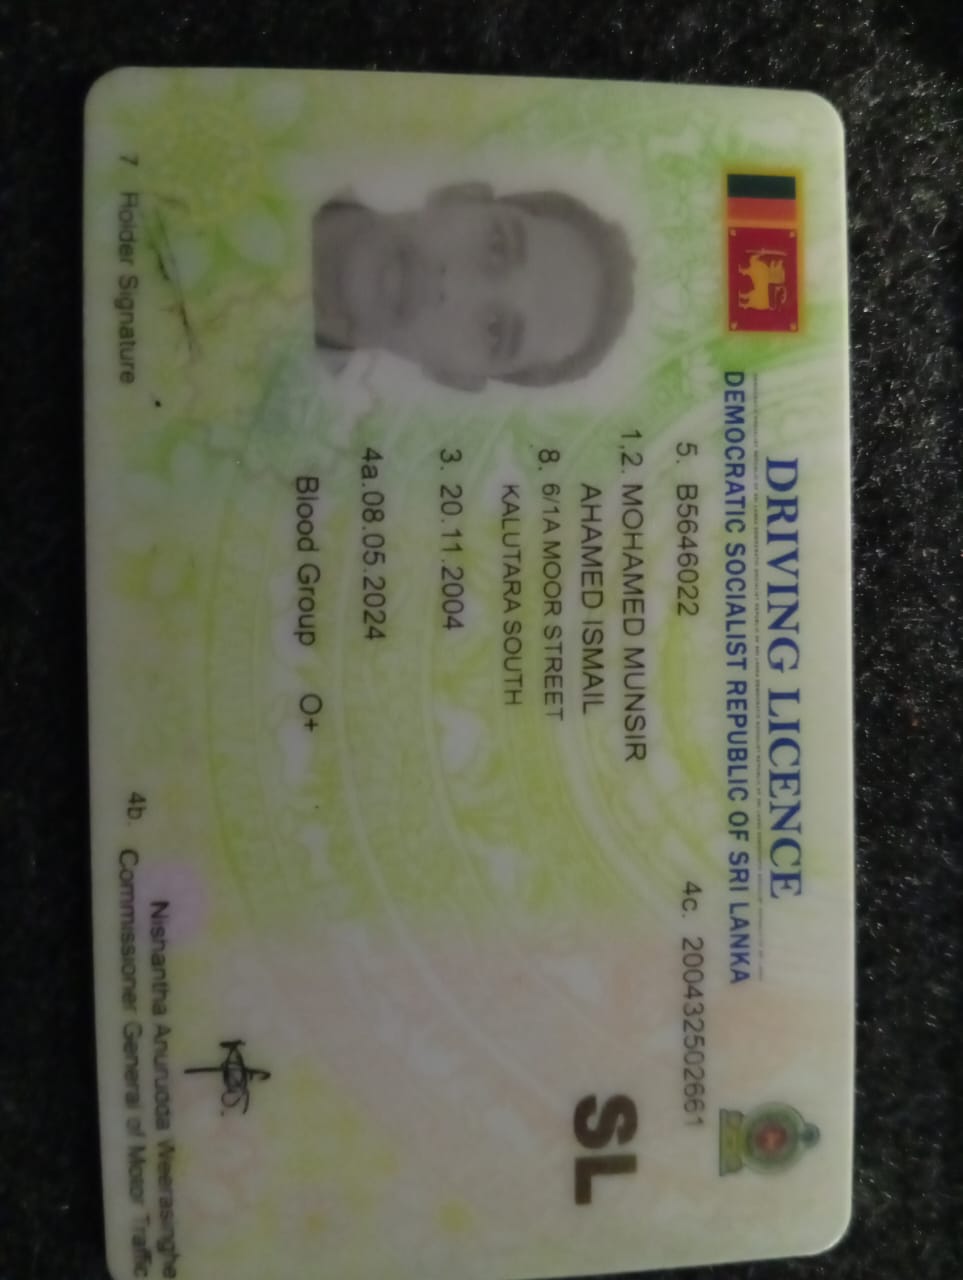 DRIVING LICENCE
DEMOCRATIC SOCIALIST REPUBLIC OF SRI LANKA
5. B5646022 4c. 200432502661
1,2. MOHAMED MUNSIR
AHAMED ISMAIL
8. 6/1A MOOR STREET
KALUTARA SOUTH
SL
3. 20.11.2004
4a.08.05.2024
Blood Group O+
7 Holder Signature
Nishantha Anuruddha Weerasinghe
4b. Commissioner General of Motor Traffic